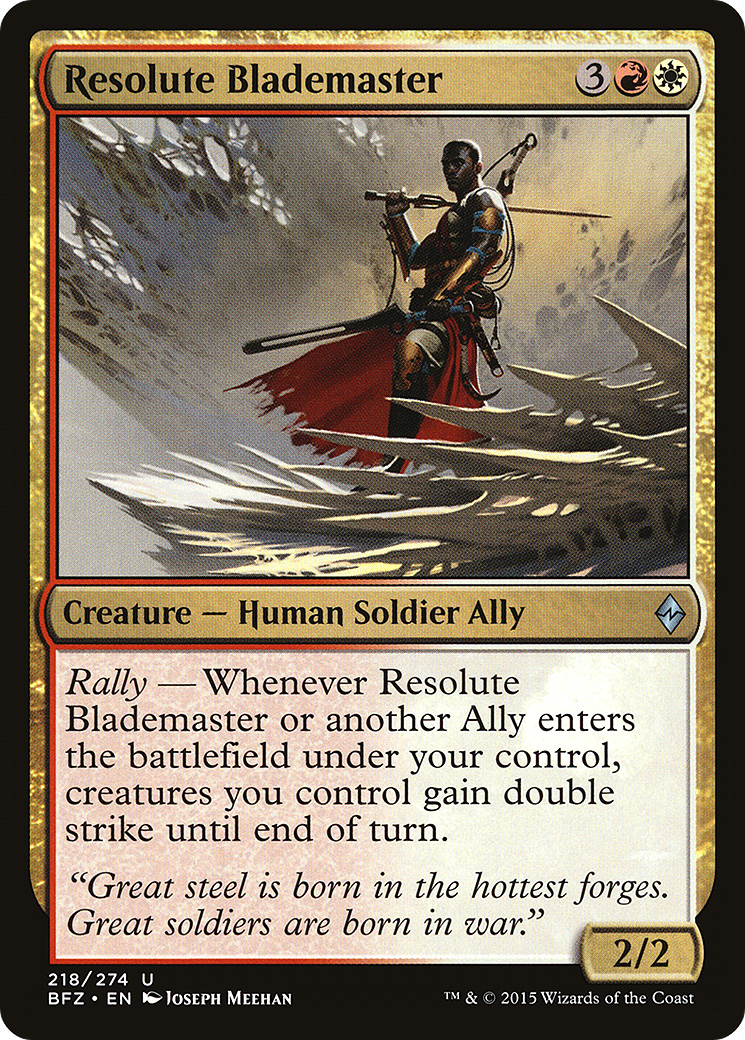 Resolute Blademaster 3
Creature — Human Soldier Ally
Rally — Whenever Resolute
Blademaster or another Ally enters
the battlefield under your control,
creatures you control gain double
strike until end of turn.
“Great steel is born in the hottest forges.
Great soldiers are born in war.”
2/2
218/274 U
BFZ • EN Joseph Meehan
™ & © 2015 Wizards of the Coast